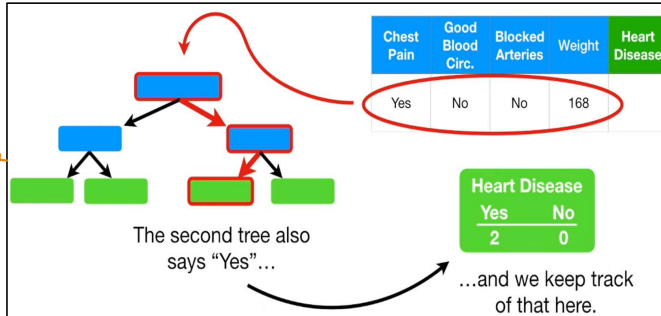 Chest Pain Good Blood Circ. Blocked Arteries Weight Heart Disease
Yes No No 168
Heart Disease
Yes No
2 0
The second tree also
says “Yes”...
...and we keep track
of that here.